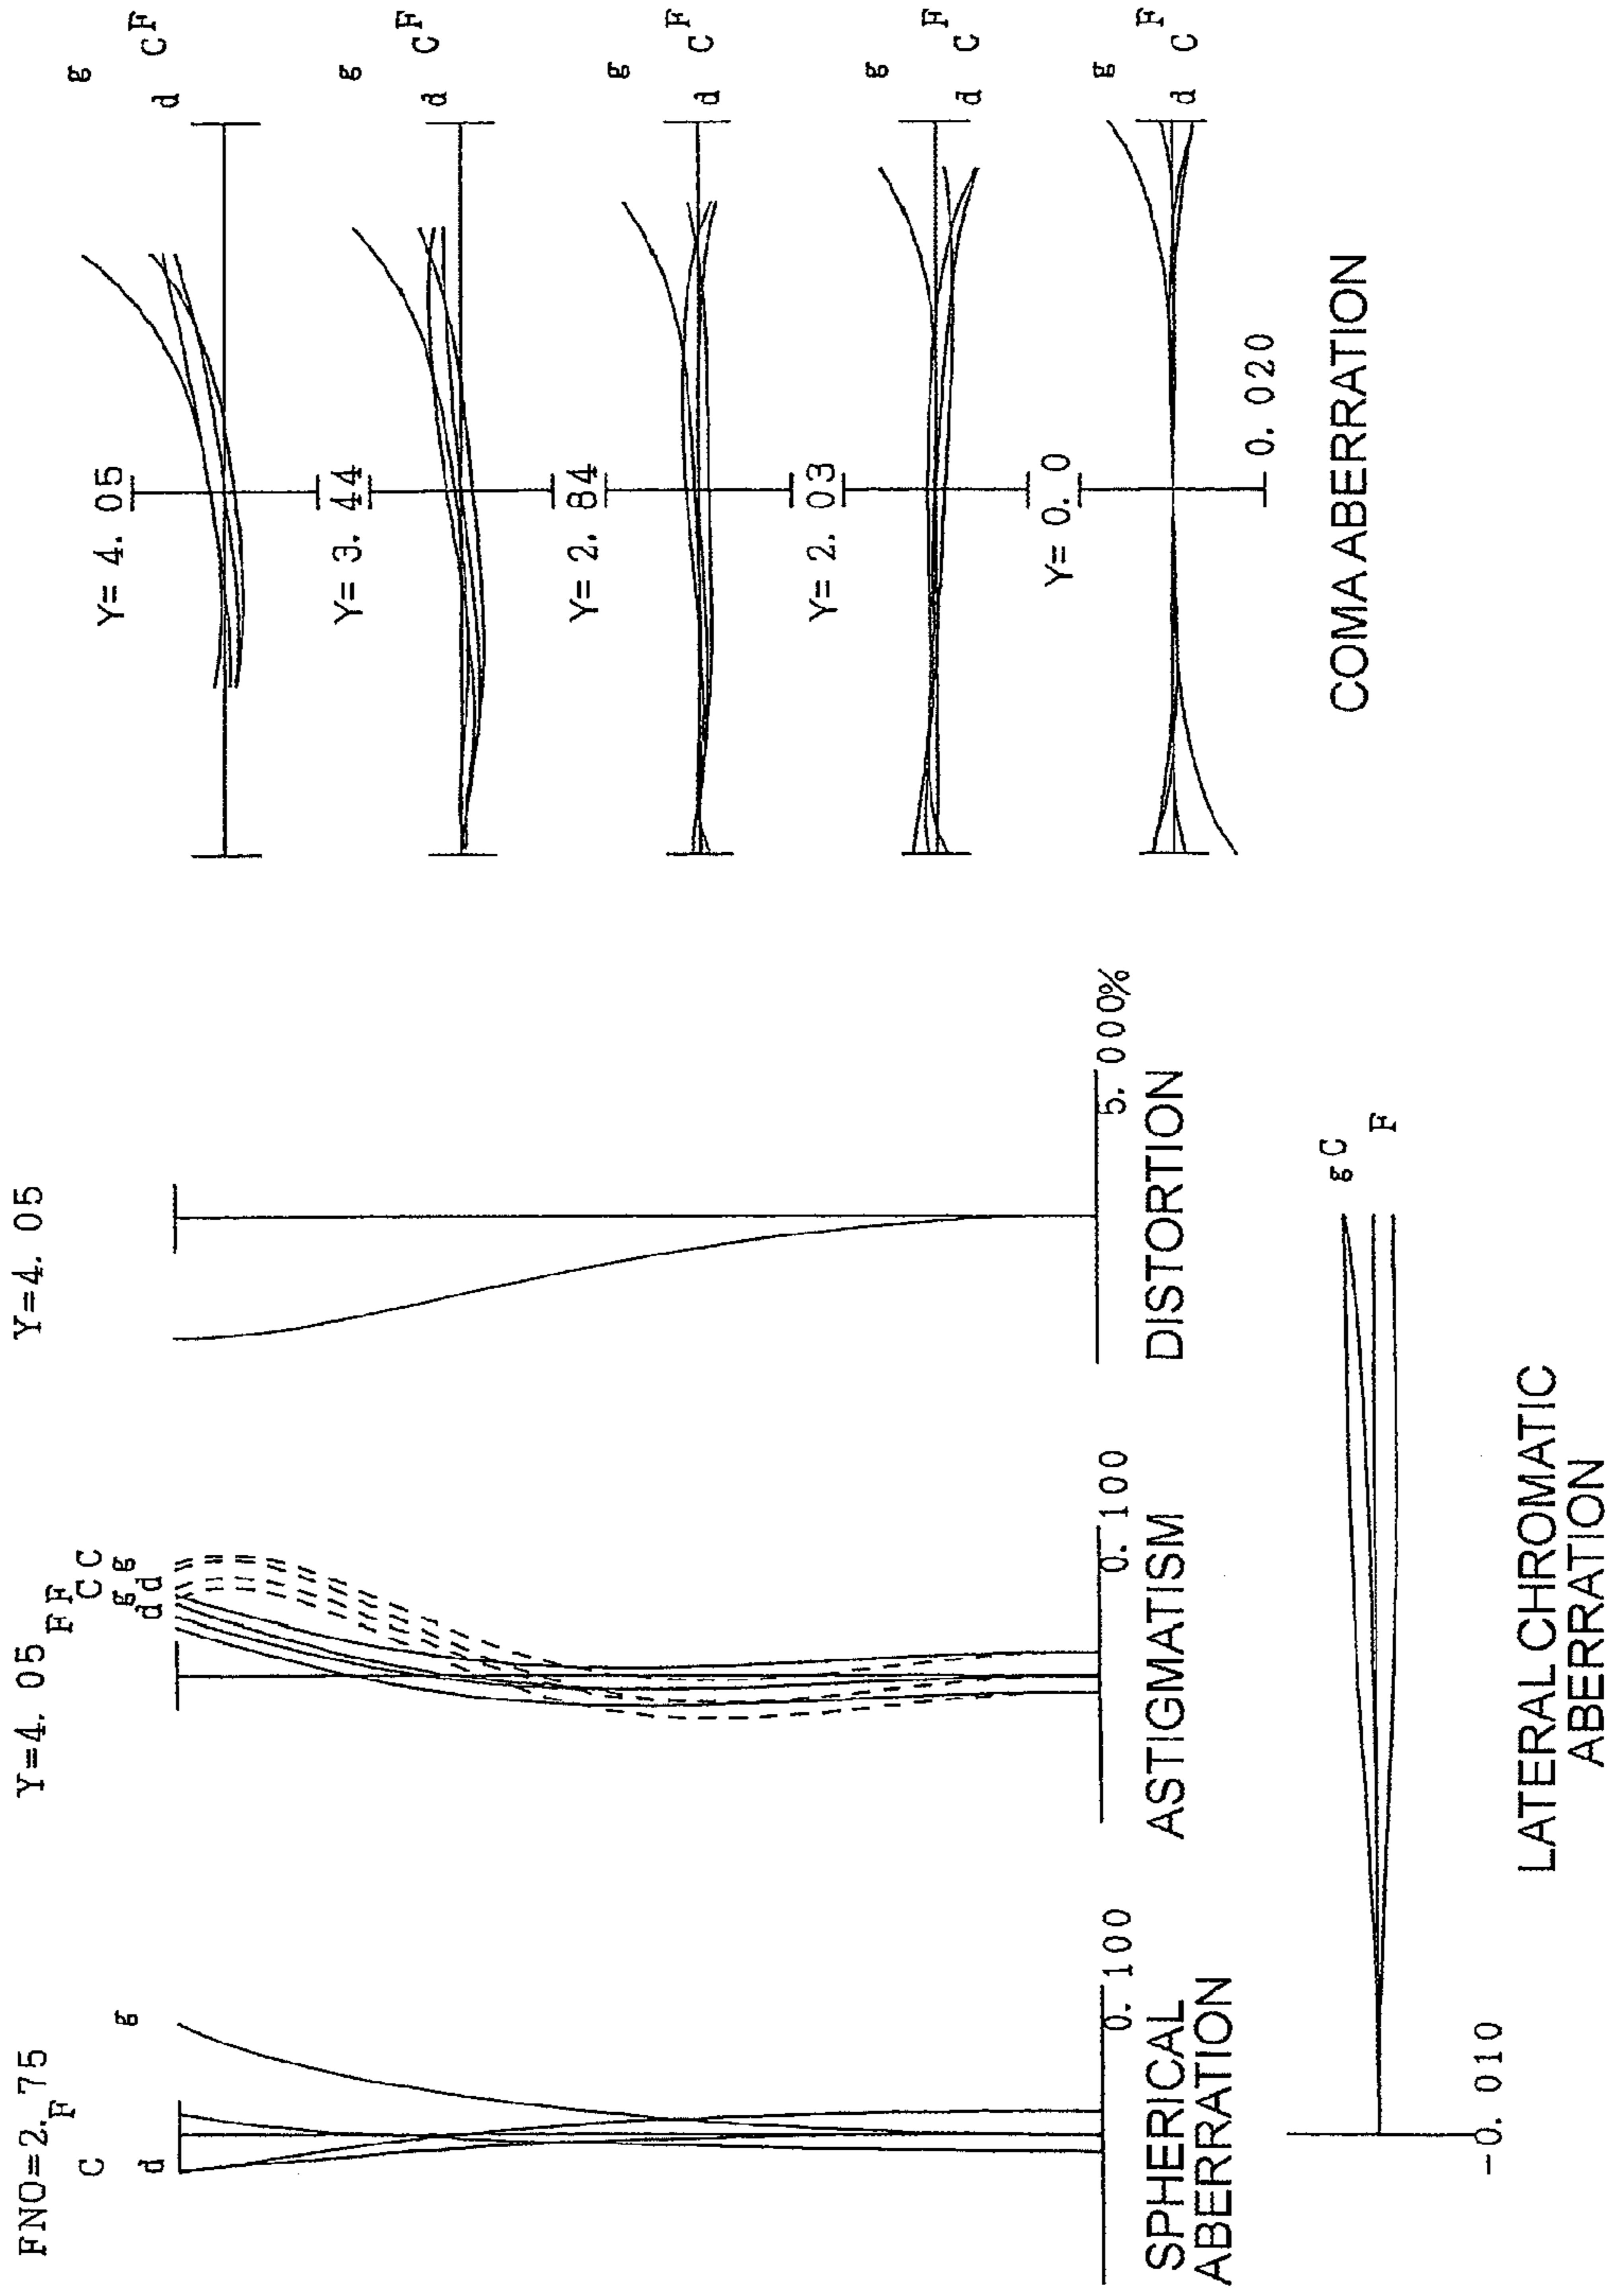 FNO=2.75
C
F
d
g
0.100
SPHERICAL
ABERRATION
Y=4.05
F F
C C
d g g
d
0.100
ASTIGMATISM
Y=4.05
5.000%
DISTORTION
Y=4.05
g
d
C F
Y=3.44
g
d
C F
Y=2.84
g
d
C F
Y=2.03
g
F
d C
Y=0.0
g
F
d C
0.020
COMA ABERRATION
g C
F
-0.010
LATERAL CHROMATIC
ABERRATION